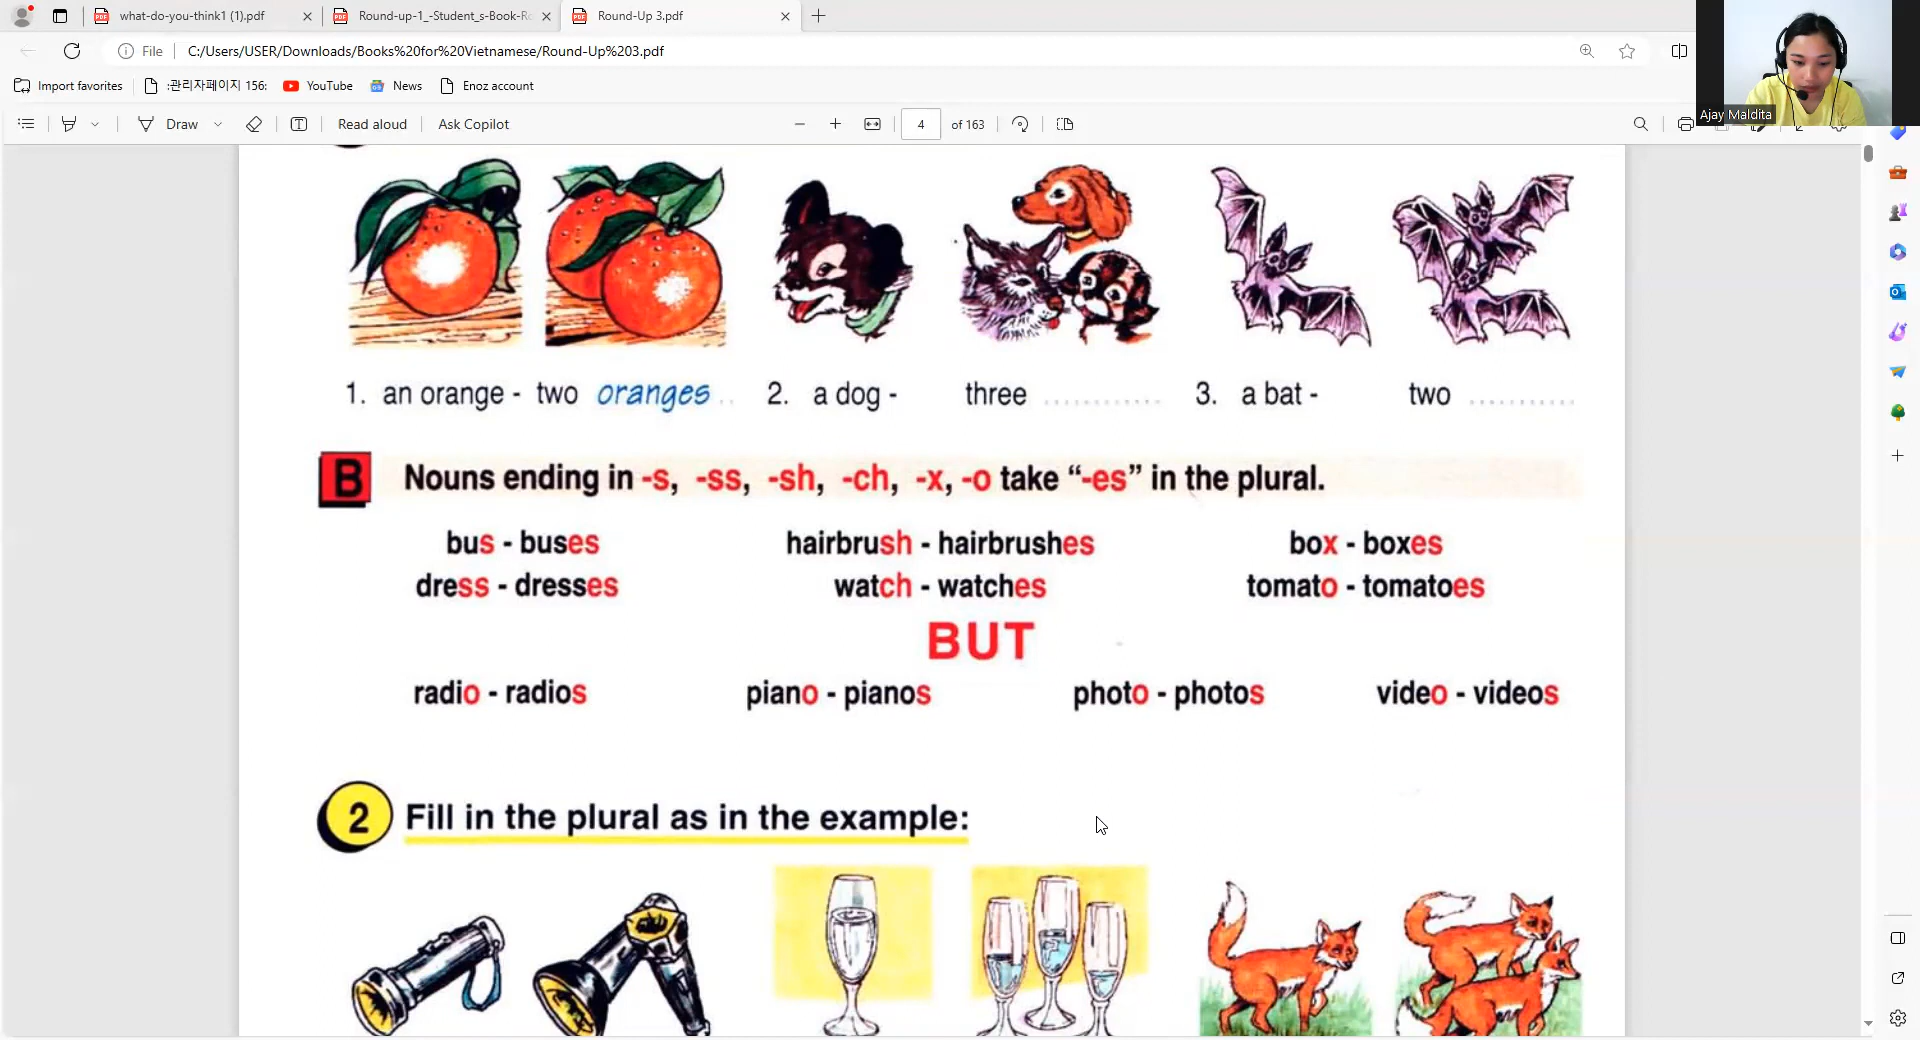 what-do-you-think1 (1).pdf
Round-up-1_-Student_s-Book-Ro
Round-Up 3.pdf
File
C:/Users/USER/Downloads/Books%20for%20Vietnamese/Round-Up%203.pdf
Import favorites
:관리자페이지 156:
YouTube
News
Enoz account
Draw
Read aloud
Ask Copilot
4
of 163
Ajay Maldita
1. an orange - two oranges
2. a dog - three ............
3. a bat - two ...........
B
Nouns ending in -s, -ss, -sh, -ch, -x, -o take “-es” in the plural.
bus - buses
hairbrush - hairbrushes
box - boxes
dress - dresses
watch - watches
tomato - tomatoes
BUT
radio - radios
piano - pianos
photo - photos
video - videos
2
Fill in the plural as in the example: